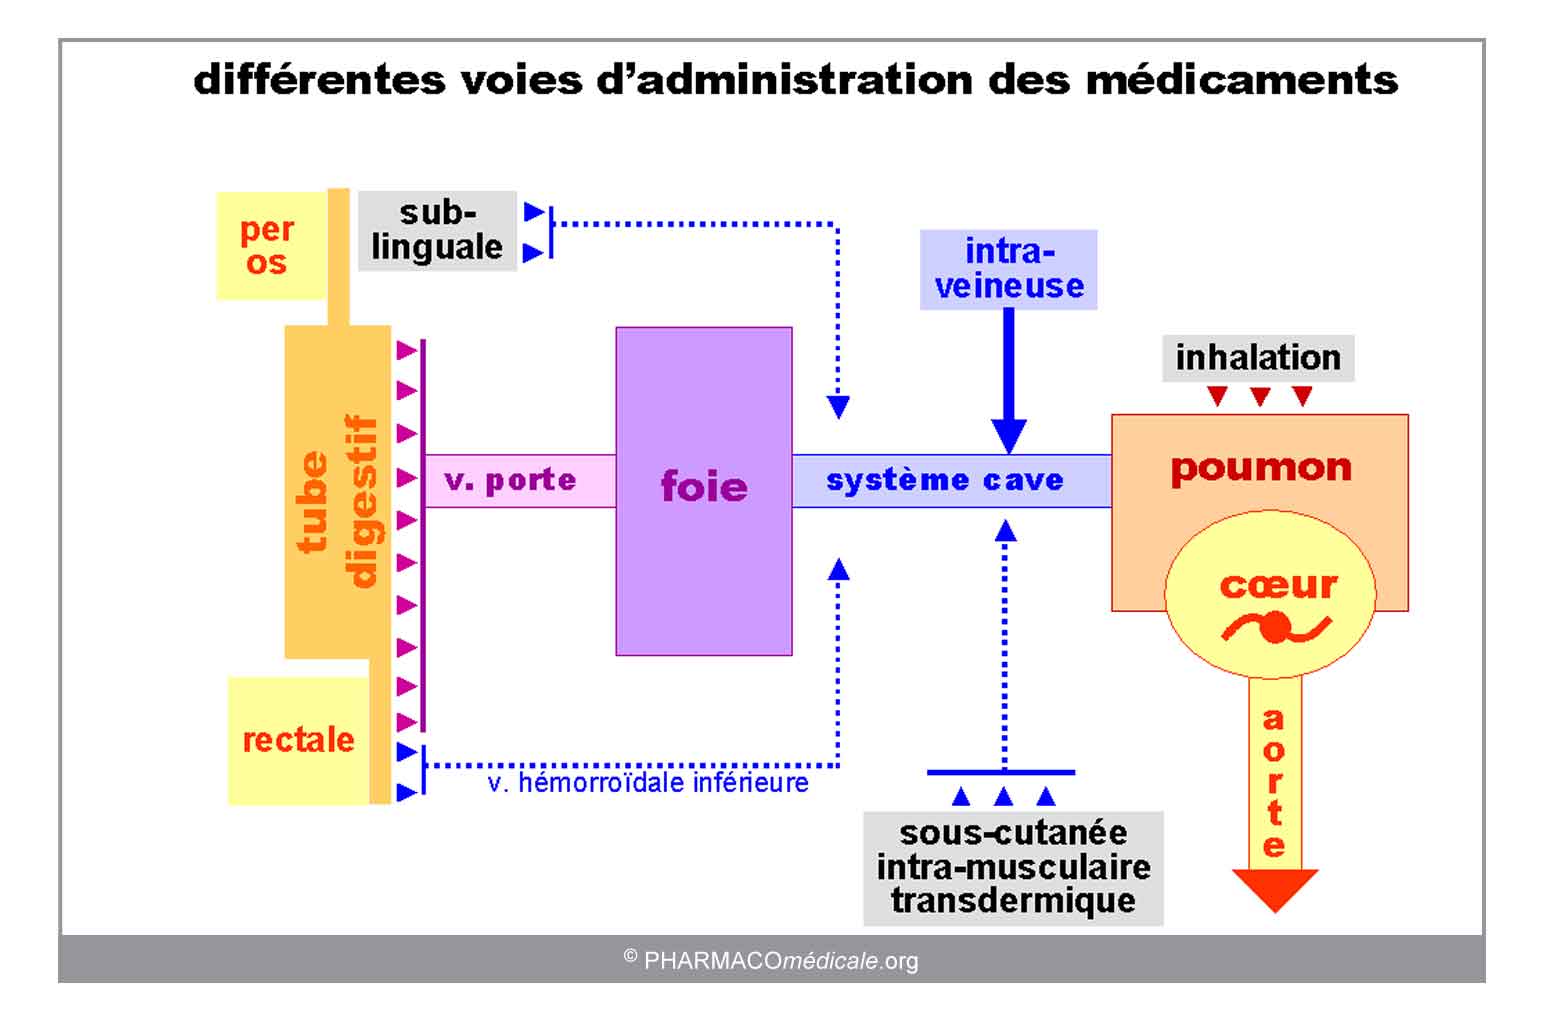 différentes voies d’administration des médicaments
per
os
sub-
linguale
intra-
veineuse
inhalation
tube
digestif
v. porte
foie
système cave
poumon
cœur
rectale
v. hémorroïdale inférieure
sous-cutanée
intra-musculaire
transdermique
aorte
© PHARMACOmédicale.org